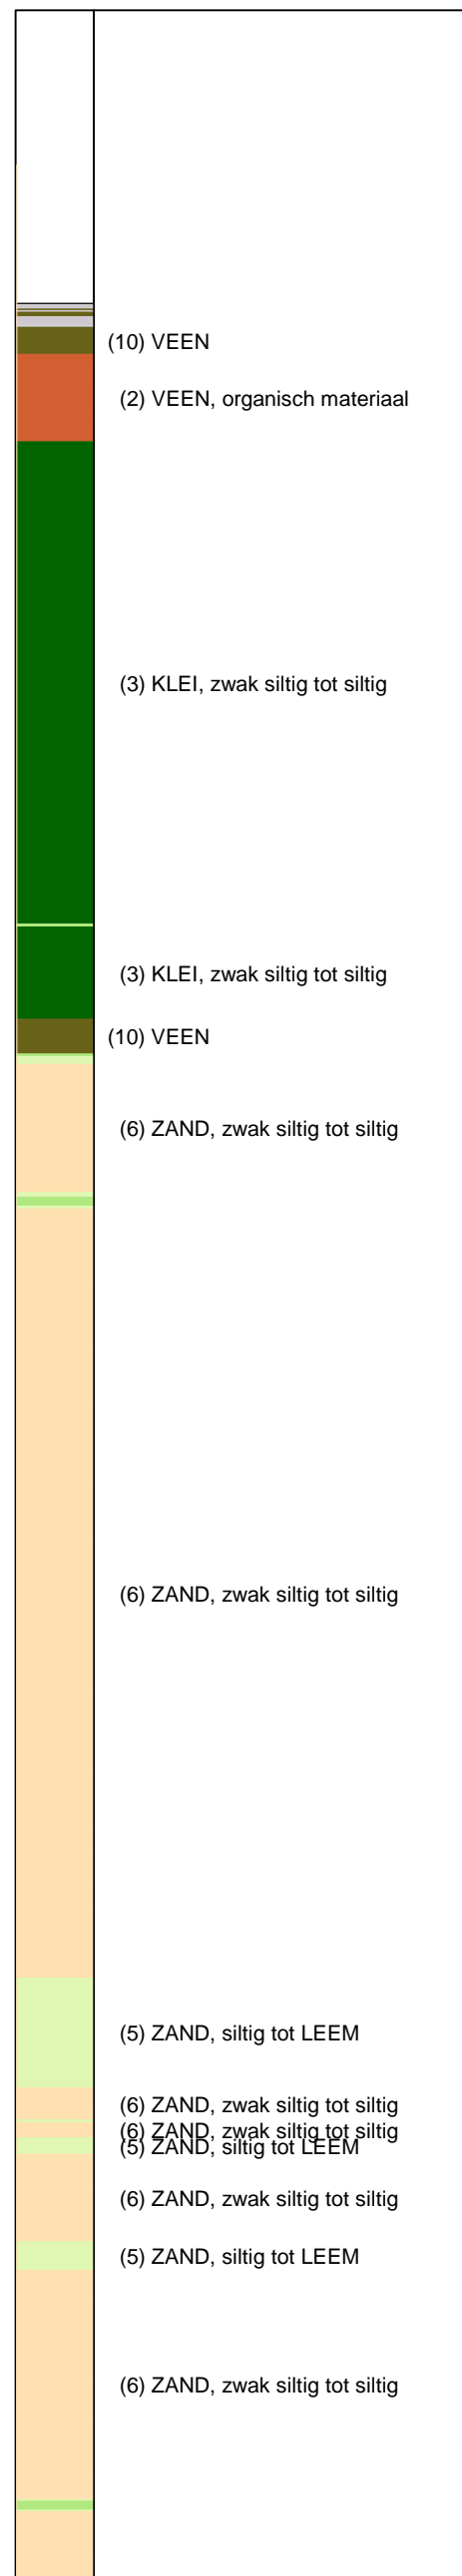 (10) VEEN
(2) VEEN, organisch materiaal
(3) KLEI, zwak siltig tot siltig
(3) KLEI, zwak siltig tot siltig
(10) VEEN
(6) ZAND, zwak siltig tot siltig
(6) ZAND, zwak siltig tot siltig
(5) ZAND, siltig tot LEEM
(6) ZAND, zwak siltig tot siltig
(6) ZAND, zwak siltig tot siltig
(5) ZAND, siltig tot LEEM
(6) ZAND, zwak siltig tot siltig
(5) ZAND, siltig tot LEEM
(6) ZAND, zwak siltig tot siltig